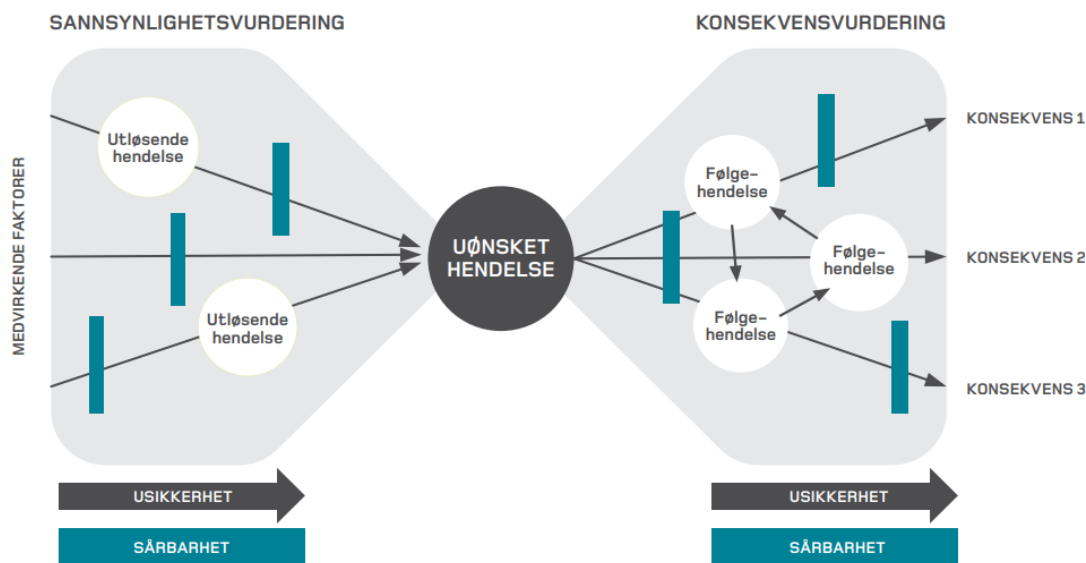 SANNSYNLIGHETSVURDERING
KONSEKVENSVURDERING
MEDVIRKENDE FAKTORER
Utløsende
hendelse
Utløsende
hendelse
UØNSKET
HENDELSE
Følge-
hendelse
Følge-
hendelse
Følge-
hendelse
KONSEKVENS 1
KONSEKVENS 2
KONSEKVENS 3
USIKKERHET
SÅRBARHET
USIKKERHET
SÅRBARHET